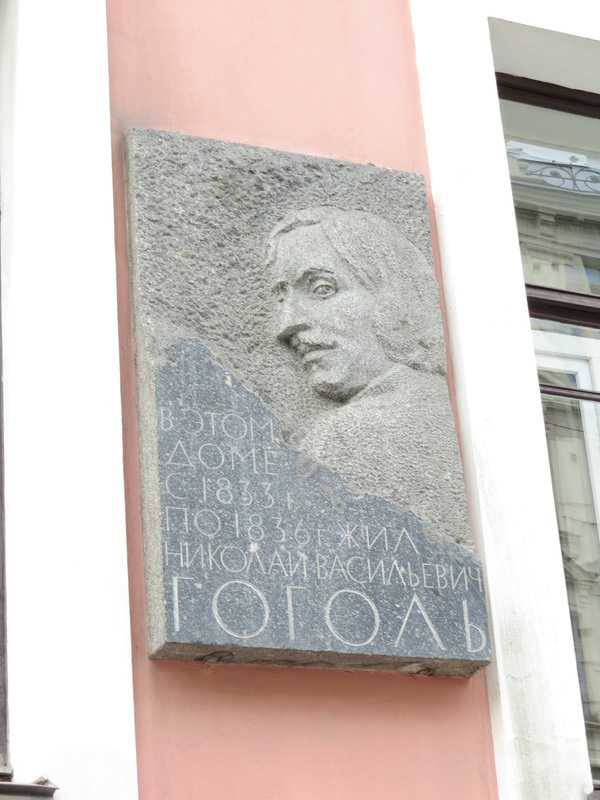 В ЭТОМ
ДОМЕ
С 1833 г.
ПО 1836 г. ЖИЛ
НИКОЛАЙ ВАСИЛЬЕВИЧ
ГОГОЛЬ